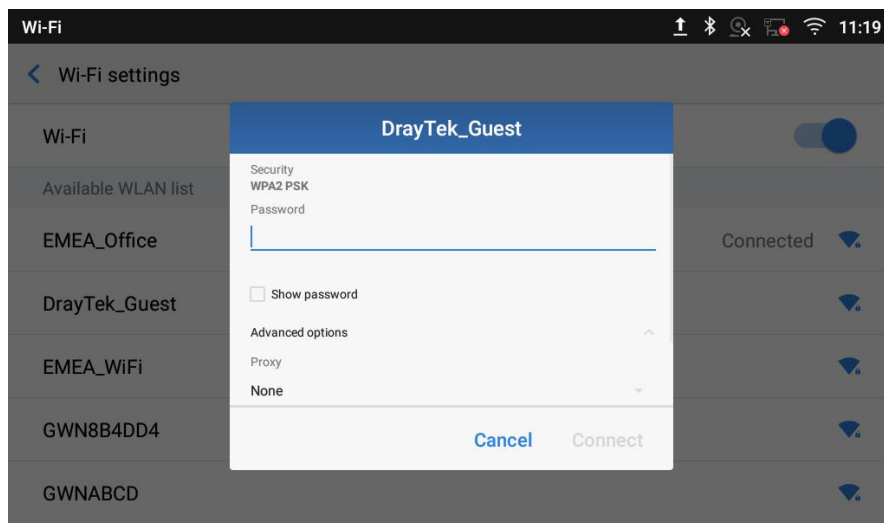 Wi-Fi 11:19
Wi-Fi settings
Wi-Fi
Available WLAN list
EMEA_Office Connected
DrayTek_Guest
EMEA_WiFi
GWN8B4DD4
GWNABCD
DrayTek_Guest
Security
WPA2 PSK
Password
Show password
Advanced options
Proxy
None
Cancel Connect